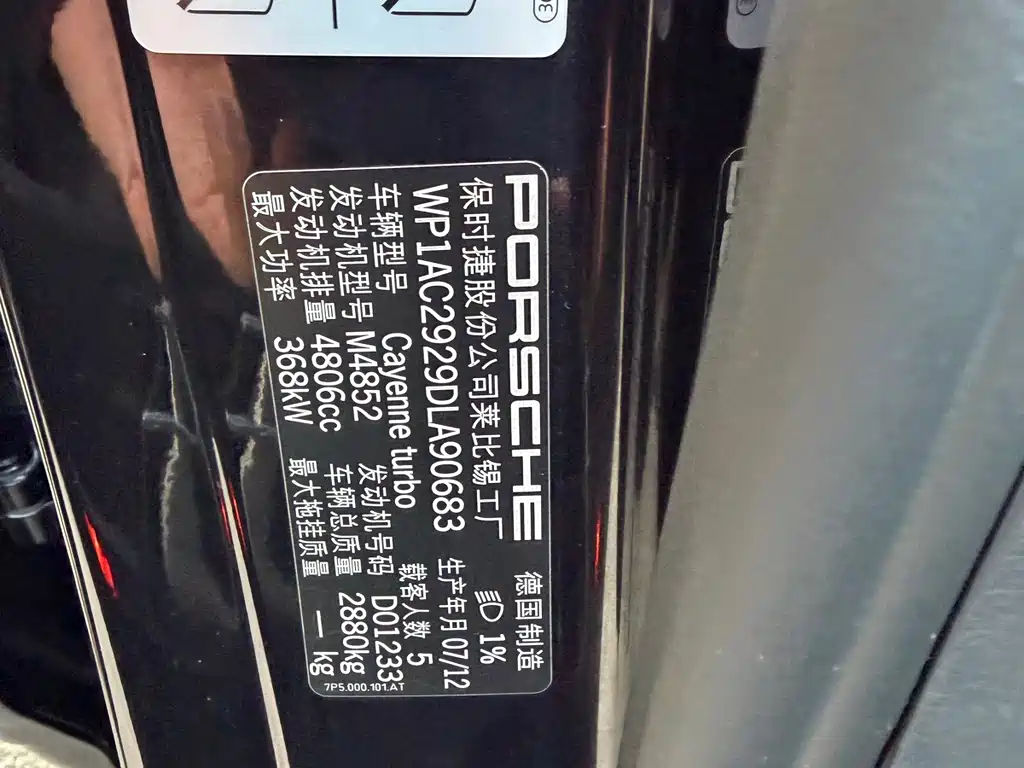 PORSCHE 德国制造
保时捷股份公司莱比锡工厂 1%
WP1AC2929DLA90683 生产年月 07/12
车辆型号 Cayenne turbo 载客人数 5
发动机型号 M4852 发动机号码 D01233
发动机排量 4806cc 车辆总质量 2880kg
最大功率 368kW 最大拖挂质量 — kg
7P5.000.101.AT